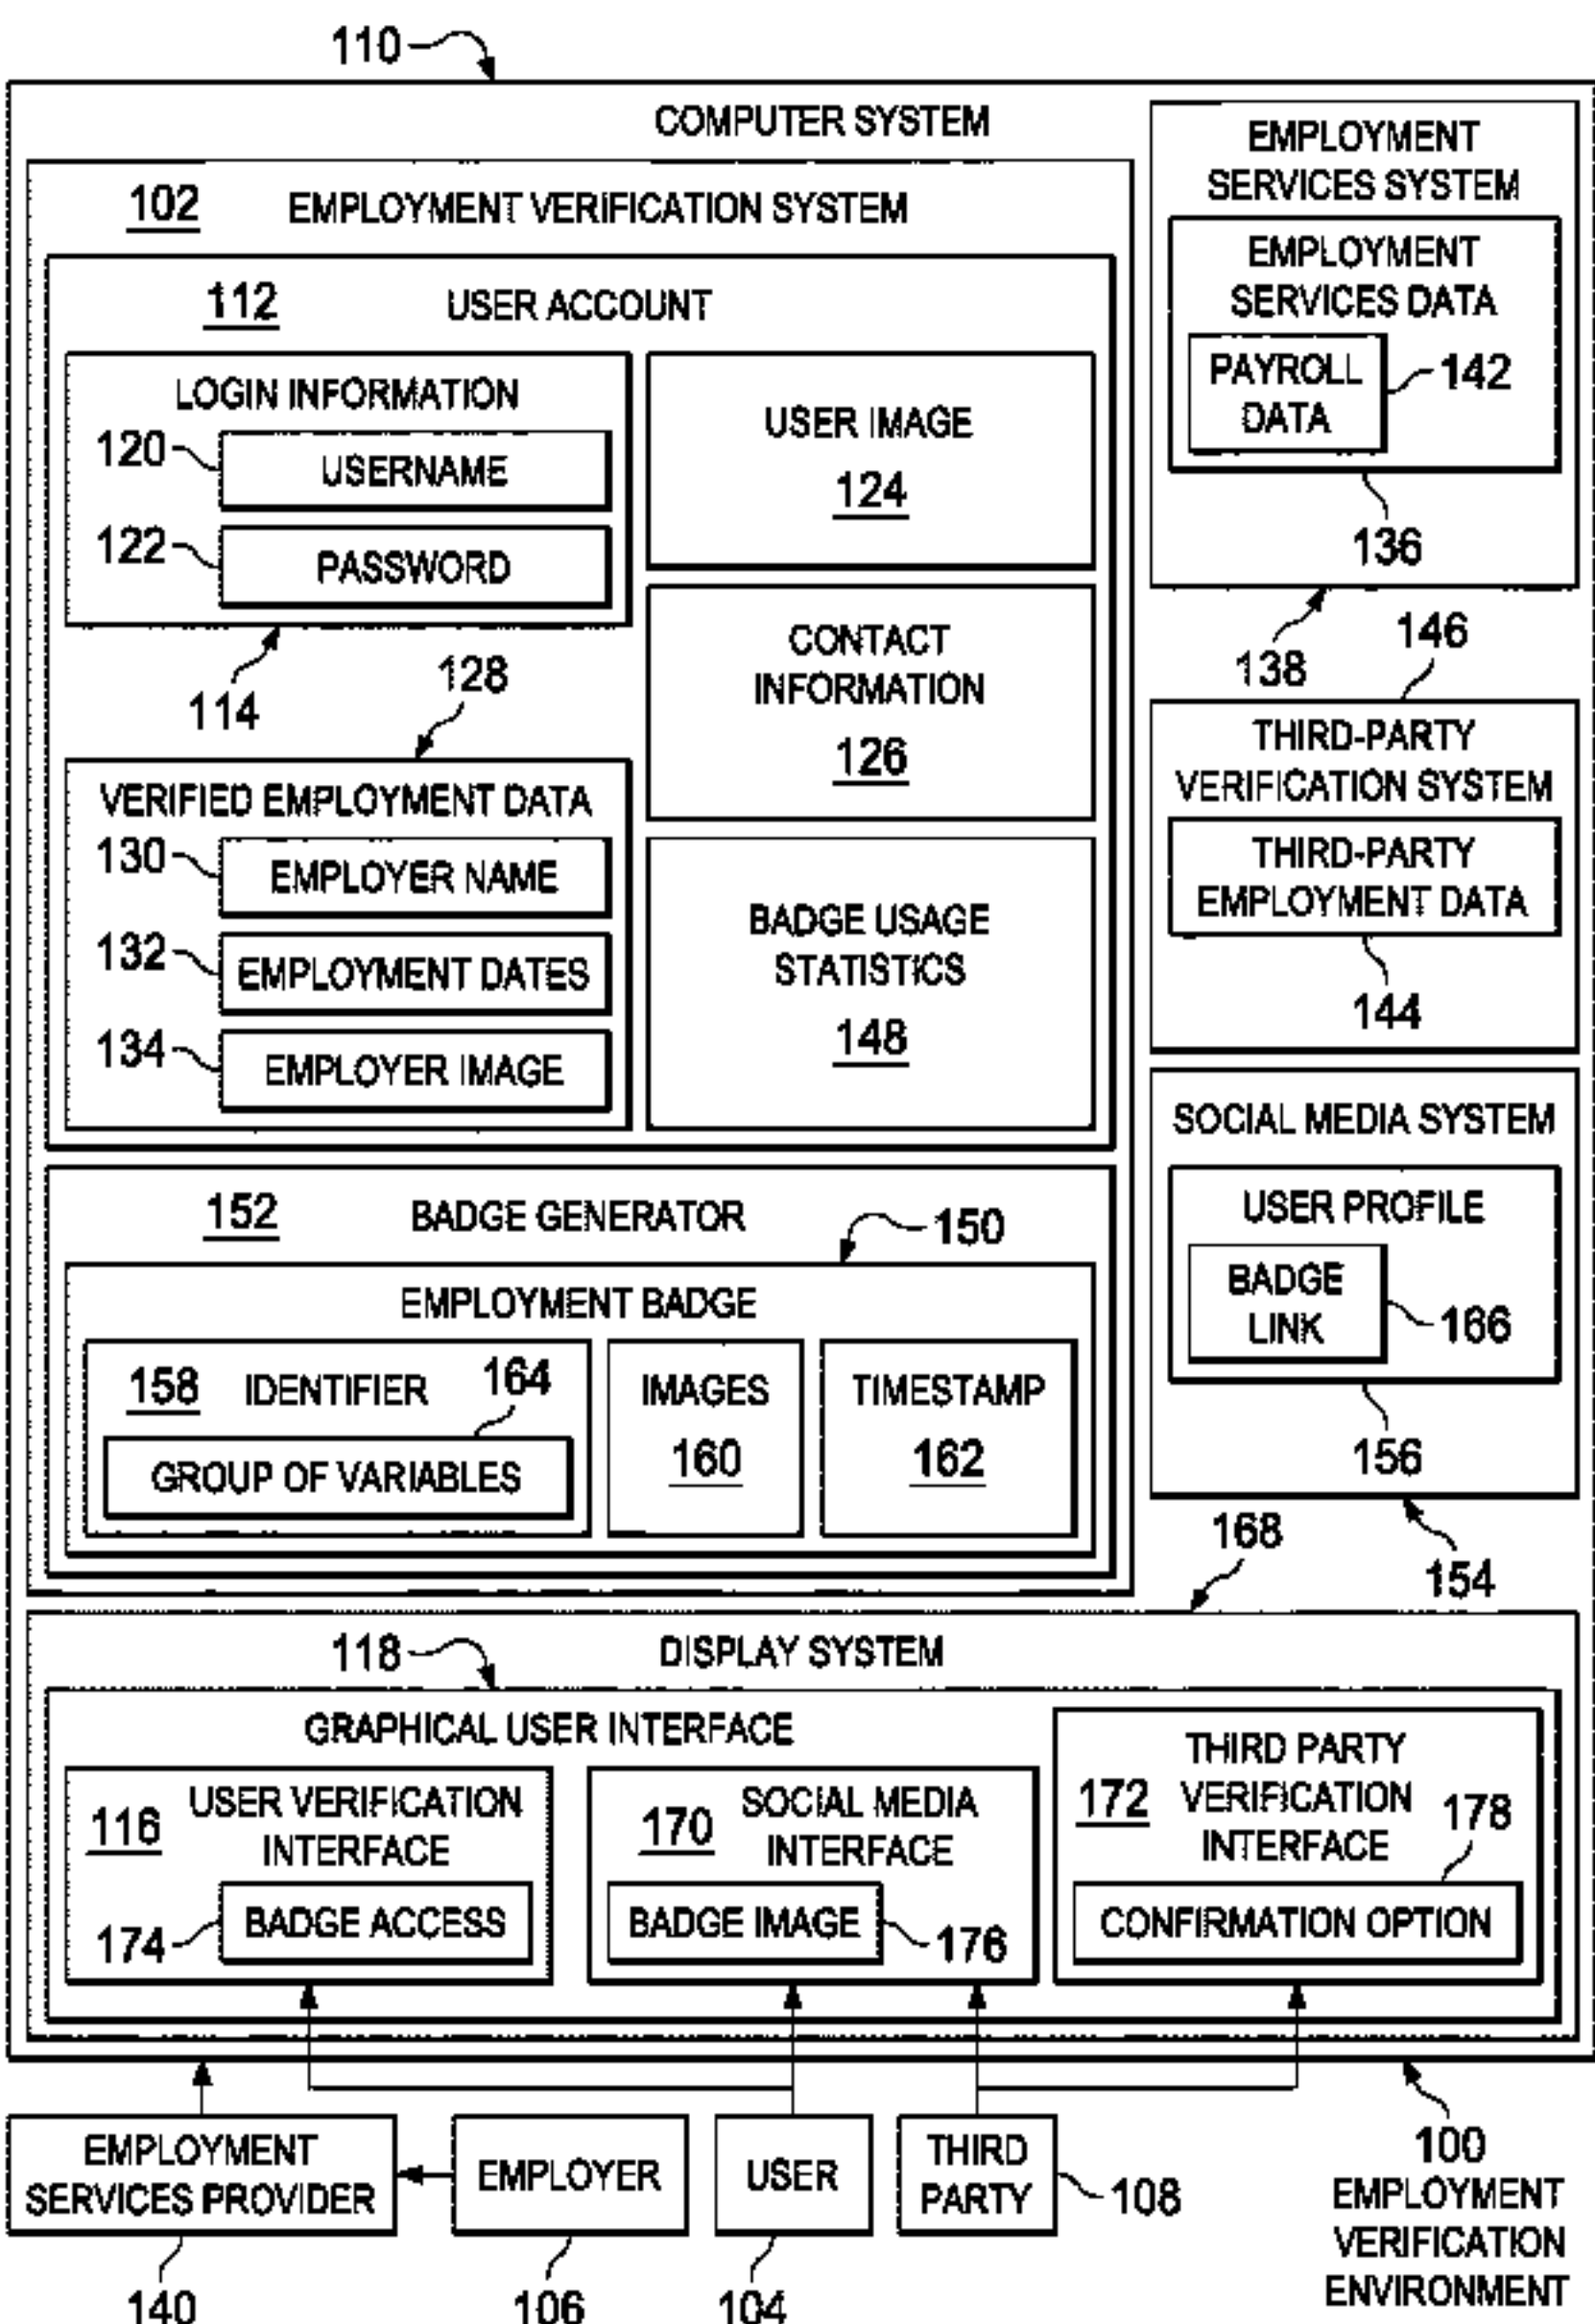 110
COMPUTER SYSTEM
102 EMPLOYMENT VERIFICATION SYSTEM
112 USER ACCOUNT
LOGIN INFORMATION
120 USERNAME
122 PASSWORD
114
USER IMAGE
124
CONTACT
INFORMATION
126
128
VERIFIED EMPLOYMENT DATA
130 EMPLOYER NAME
132 EMPLOYMENT DATES
134 EMPLOYER IMAGE
BADGE USAGE
STATISTICS
148
152 BADGE GENERATOR 150
EMPLOYMENT BADGE
158 IDENTIFIER 164
GROUP OF VARIABLES
IMAGES
160
TIMESTAMP
162
EMPLOYMENT
SERVICES SYSTEM
EMPLOYMENT
SERVICES DATA
PAYROLL
DATA
142
136
138
146
THIRD-PARTY
VERIFICATION SYSTEM
THIRD-PARTY
EMPLOYMENT DATA
144
SOCIAL MEDIA SYSTEM
USER PROFILE
BADGE
LINK
166
156
154
168
118 DISPLAY SYSTEM
GRAPHICAL USER INTERFACE
116 USER VERIFICATION
INTERFACE
174 BADGE ACCESS
170 SOCIAL MEDIA
INTERFACE
BADGE IMAGE 176
THIRD PARTY
172 VERIFICATION
INTERFACE
178
CONFIRMATION OPTION
EMPLOYMENT
SERVICES PROVIDER
140
EMPLOYER
106
USER
104
THIRD
PARTY
108
100
EMPLOYMENT
VERIFICATION
ENVIRONMENT